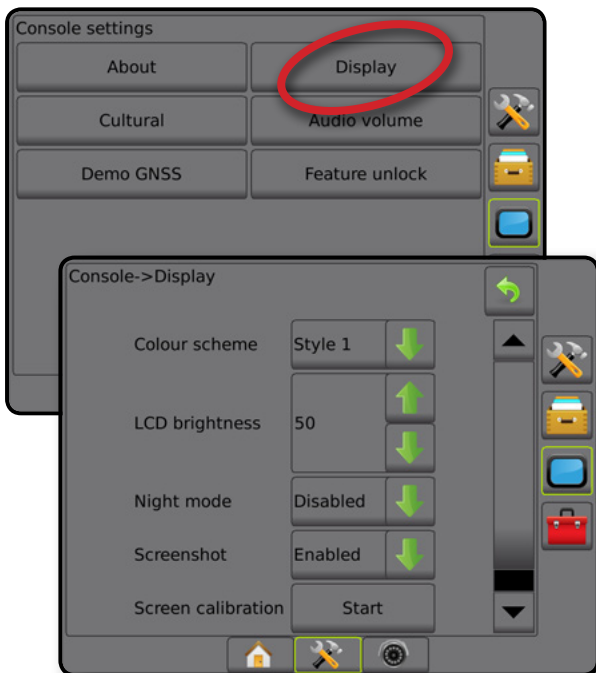 Console settings
About
Display
Cultural
Audio volume
Demo GNSS
Feature unlock
Console->Display
Colour scheme
Style 1
LCD brightness
50
Night mode
Disabled
Screenshot
Enabled
Screen calibration
Start